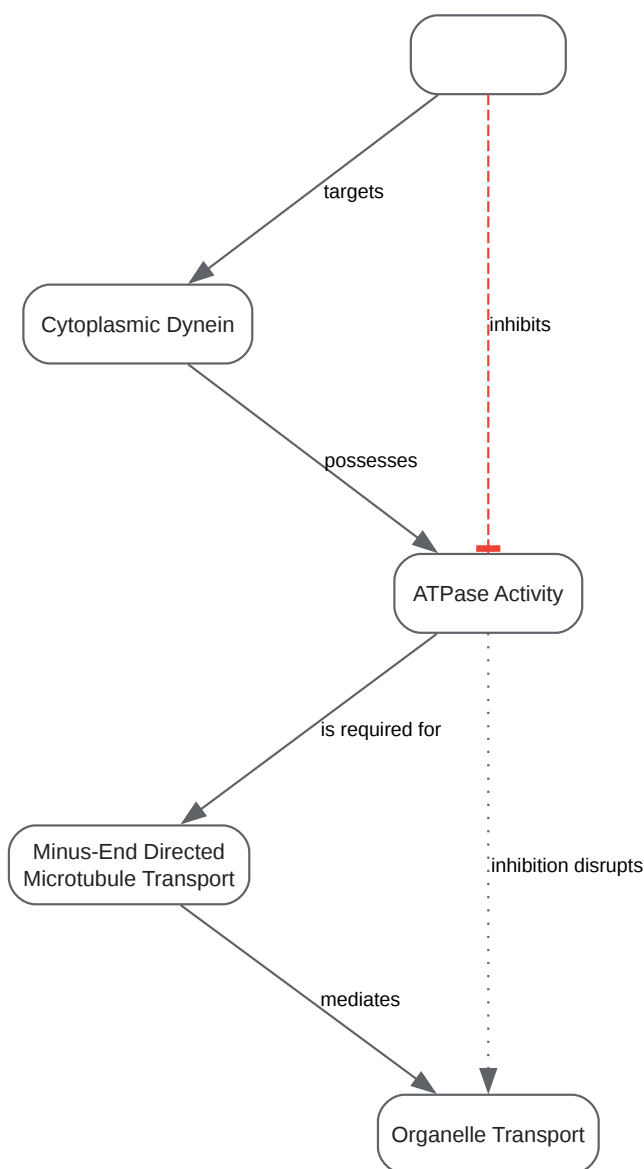 targets
Cytoplasmic Dynein
inhibits
possesses
ATPase Activity
is required for
Minus-End Directed
Microtubule Transport
inhibition disrupts
mediates
Organelle Transport